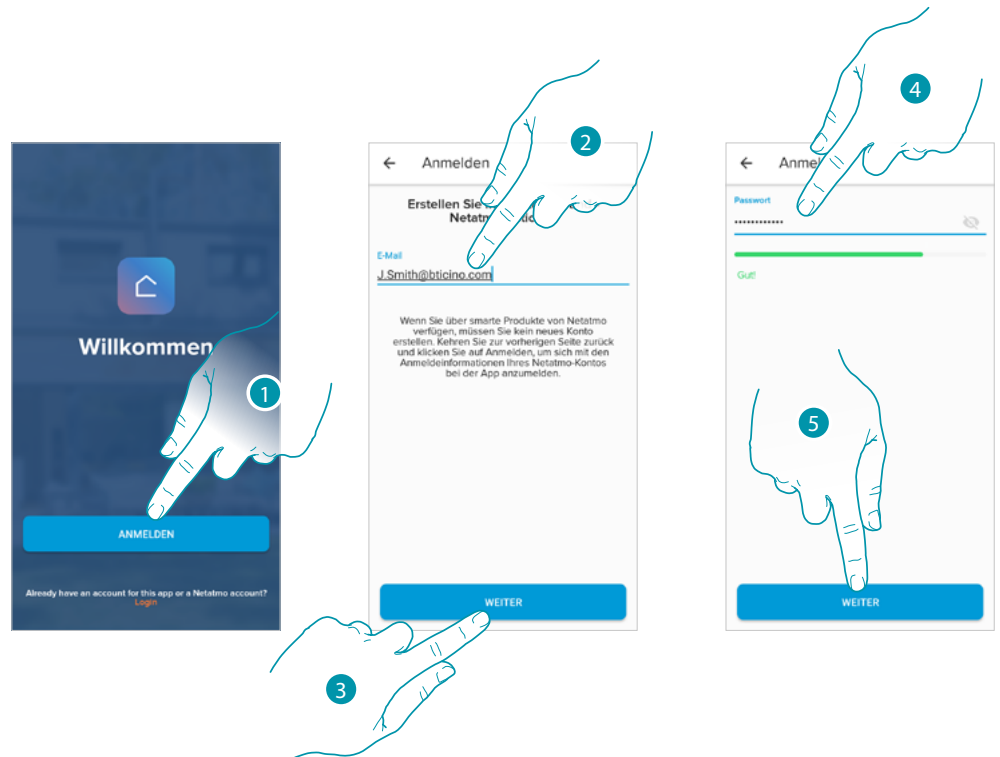 Willkommen
1
ANMELDEN
Already have an account for this app or a Netatmo account?
Login
2
← Anmelden
Erstellen Sie
Netatm
E-Mail
J.Smith@bticino.com
Wenn Sie über smarte Produkte von Netatmo
verfügen, müssen Sie kein neues Konto
erstellen. Kehren Sie zur vorherigen Seite zurück
und klicken Sie auf Anmelden, um sich mit den
Anmeldeinformationen Ihres Netatmo-Kontos
bei der App anzumelden.
WEITER
3
4
← Anmel
Passwort
••••••••••••
Gut!
5
WEITER